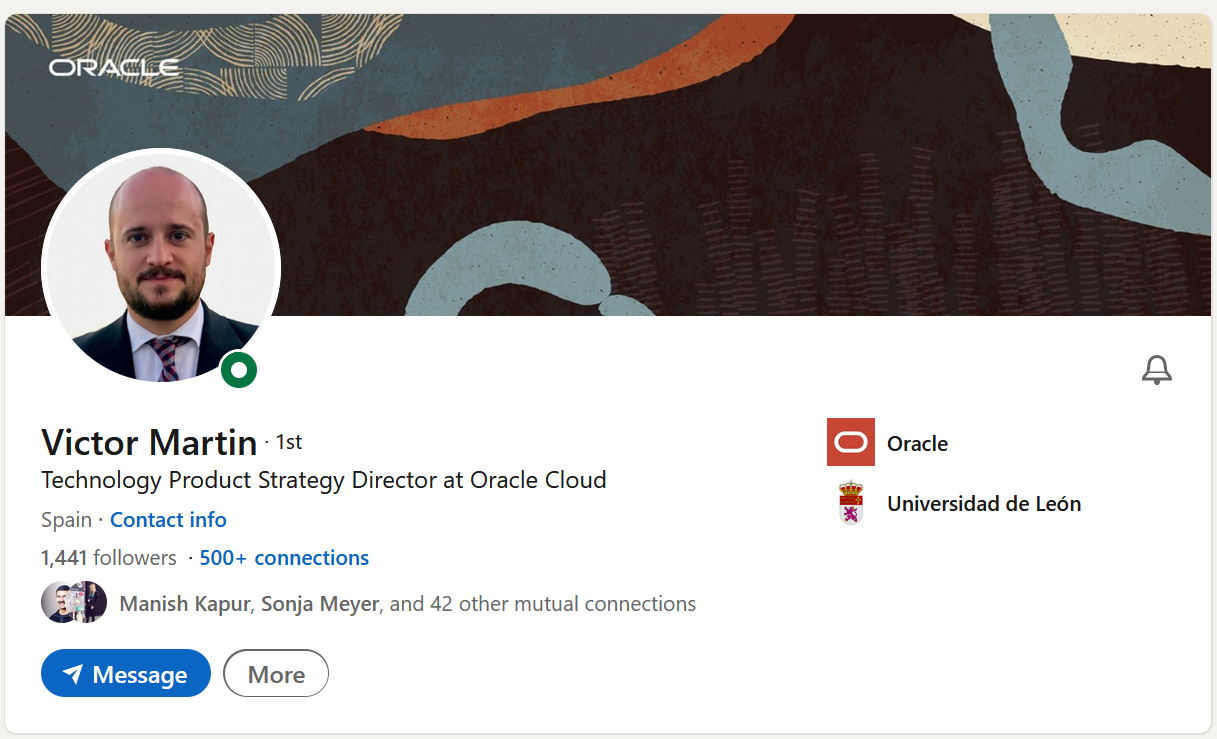 ORACLE
Victor Martin · 1st
Technology Product Strategy Director at Oracle Cloud
Spain · Contact info
1,441 followers · 500+ connections
Manish Kapur, Sonja Meyer, and 42 other mutual connections
Message
More
Oracle
Universidad de León